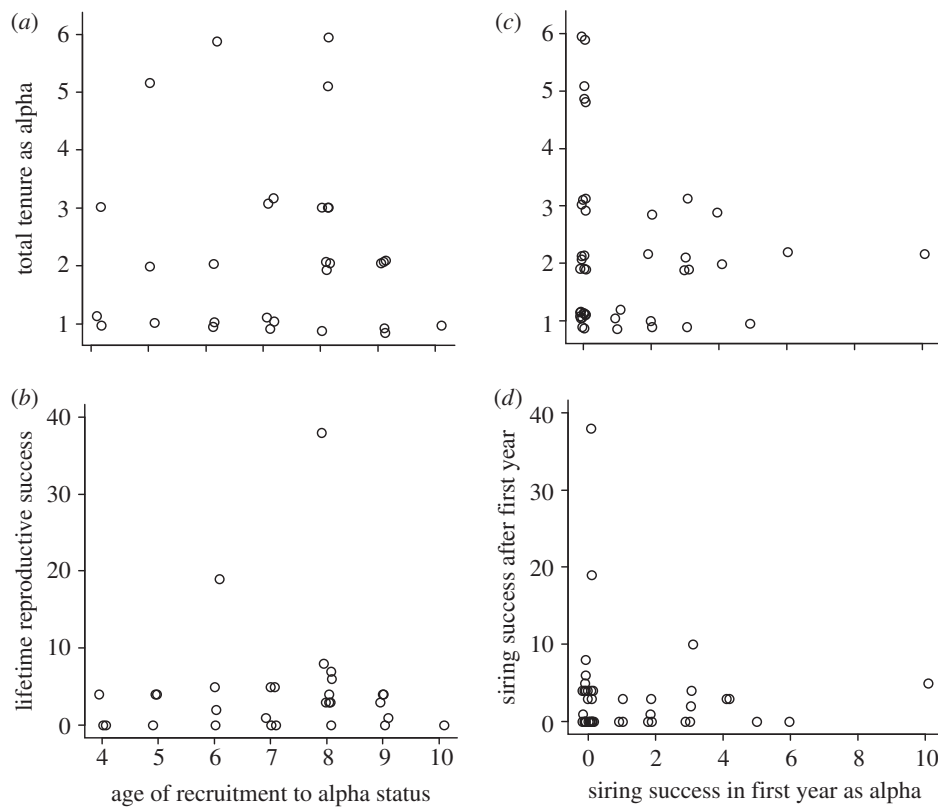 (a)
total tenure as alpha
6
5
4
3
2
1
(c)
6
5
4
3
2
1
(b)
lifetime reproductive success
40
30
20
10
0
4 5 6 7 8 9 10
age of recruitment to alpha status
(d)
siring success after first year
40
30
20
10
0
0 2 4 6 8 10
siring success in first year as alpha